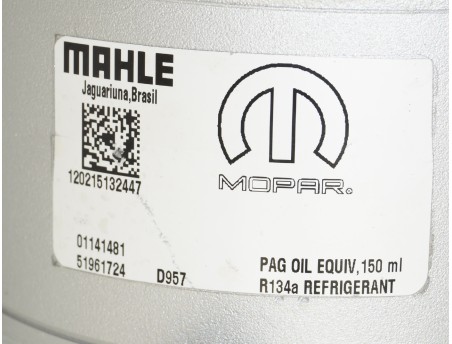 MAHLE
Jaguariuna,Brasil
120215132447
MOPAR®
01141481
51961724 D957
PAG OIL EQUIV,150 ml
R134a REFRIGERANT